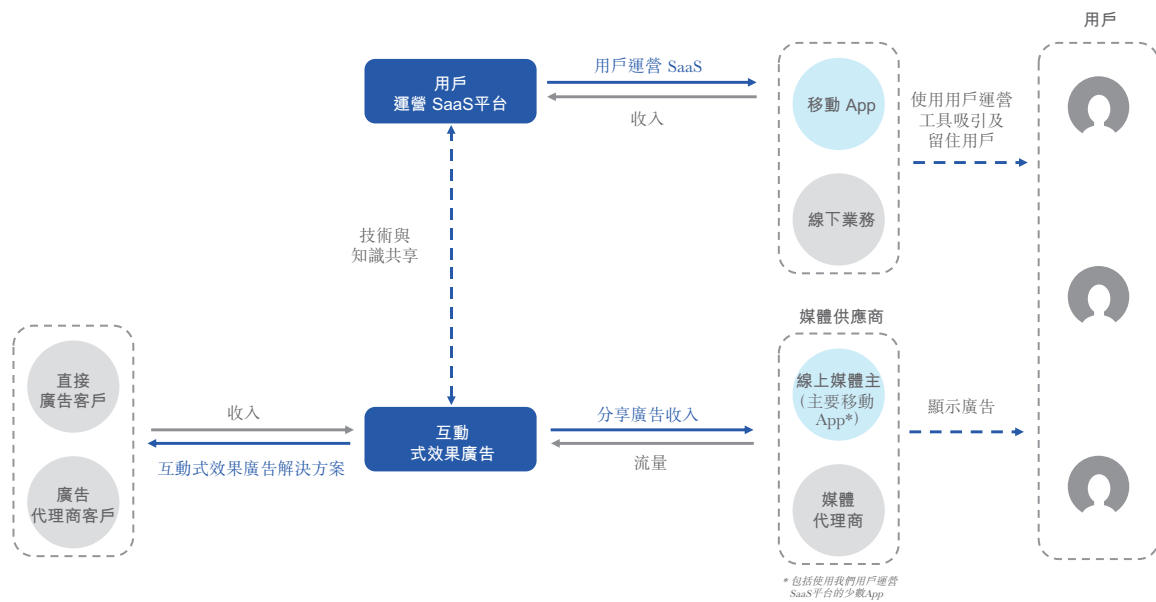 用戶
用戶
運營 SaaS平台
用戶運營 SaaS
收入
移動 App
線下業務
使用用戶運營
工具吸引及
留住用戶
技術與
知識共享
媒體供應商
直接
廣告客戶
廣告
代理商客戶
收入
互動式效果廣告解決方案
互動
式效果廣告
分享廣告收入
流量
線上媒體主
(主要移動
App*)
媒體
代理商
顯示廣告
* 包括使用我們用戶運營
SaaS平台的少數App